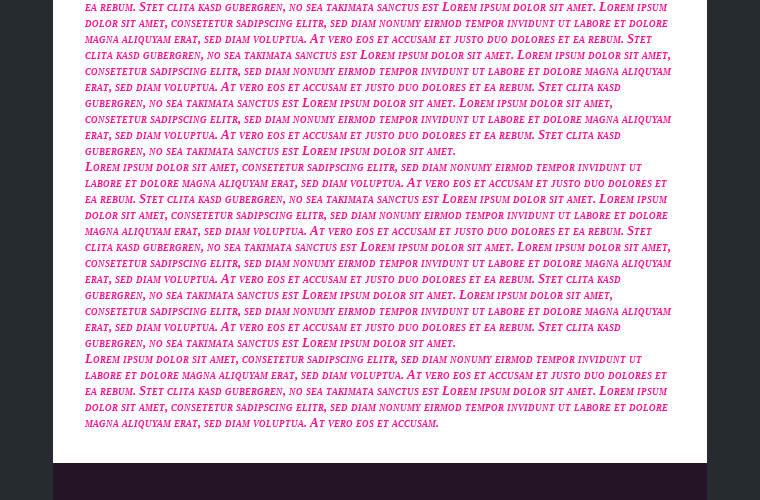 ea rebum. Stet clita kasd gubergren, no sea takimata sanctus est Lorem ipsum dolor sit amet. Lorem ipsum
dolor sit amet, consetetur sadipscing elitr, sed diam nonumy eirmod tempor invidunt ut labore et dolore
magna aliquyam erat, sed diam voluptua. At vero eos et accusam et justo duo dolores et ea rebum. Stet
clita kasd gubergren, no sea takimata sanctus est Lorem ipsum dolor sit amet. Lorem ipsum dolor sit amet,
consetetur sadipscing elitr, sed diam nonumy eirmod tempor invidunt ut labore et dolore magna aliquyam
erat, sed diam voluptua. At vero eos et accusam et justo duo dolores et ea rebum. Stet clita kasd
gubergren, no sea takimata sanctus est Lorem ipsum dolor sit amet. Lorem ipsum dolor sit amet,
consetetur sadipscing elitr, sed diam nonumy eirmod tempor invidunt ut labore et dolore magna aliquyam
erat, sed diam voluptua. At vero eos et accusam et justo duo dolores et ea rebum. Stet clita kasd
gubergren, no sea takimata sanctus est Lorem ipsum dolor sit amet.
Lorem ipsum dolor sit amet, consetetur sadipscing elitr, sed diam nonumy eirmod tempor invidunt ut
labore et dolore magna aliquyam erat, sed diam voluptua. At vero eos et accusam et justo duo dolores et
ea rebum. Stet clita kasd gubergren, no sea takimata sanctus est Lorem ipsum dolor sit amet. Lorem ipsum
dolor sit amet, consetetur sadipscing elitr, sed diam nonumy eirmod tempor invidunt ut labore et dolore
magna aliquyam erat, sed diam voluptua. At vero eos et accusam et justo duo dolores et ea rebum. Stet
clita kasd gubergren, no sea takimata sanctus est Lorem ipsum dolor sit amet. Lorem ipsum dolor sit amet,
consetetur sadipscing elitr, sed diam nonumy eirmod tempor invidunt ut labore et dolore magna aliquyam
erat, sed diam voluptua. At vero eos et accusam et justo duo dolores et ea rebum. Stet clita kasd
gubergren, no sea takimata sanctus est Lorem ipsum dolor sit amet. Lorem ipsum dolor sit amet,
consetetur sadipscing elitr, sed diam nonumy eirmod tempor invidunt ut labore et dolore magna aliquyam
erat, sed diam voluptua. At vero eos et accusam et justo duo dolores et ea rebum. Stet clita kasd
gubergren, no sea takimata sanctus est Lorem ipsum dolor sit amet.
Lorem ipsum dolor sit amet, consetetur sadipscing elitr, sed diam nonumy eirmod tempor invidunt ut
labore et dolore magna aliquyam erat, sed diam voluptua. At vero eos et accusam et justo duo dolores et
ea rebum. Stet clita kasd gubergren, no sea takimata sanctus est Lorem ipsum dolor sit amet. Lorem ipsum
dolor sit amet, consetetur sadipscing elitr, sed diam nonumy eirmod tempor invidunt ut labore et dolore
magna aliquyam erat, sed diam voluptua. At vero eos et accusam.